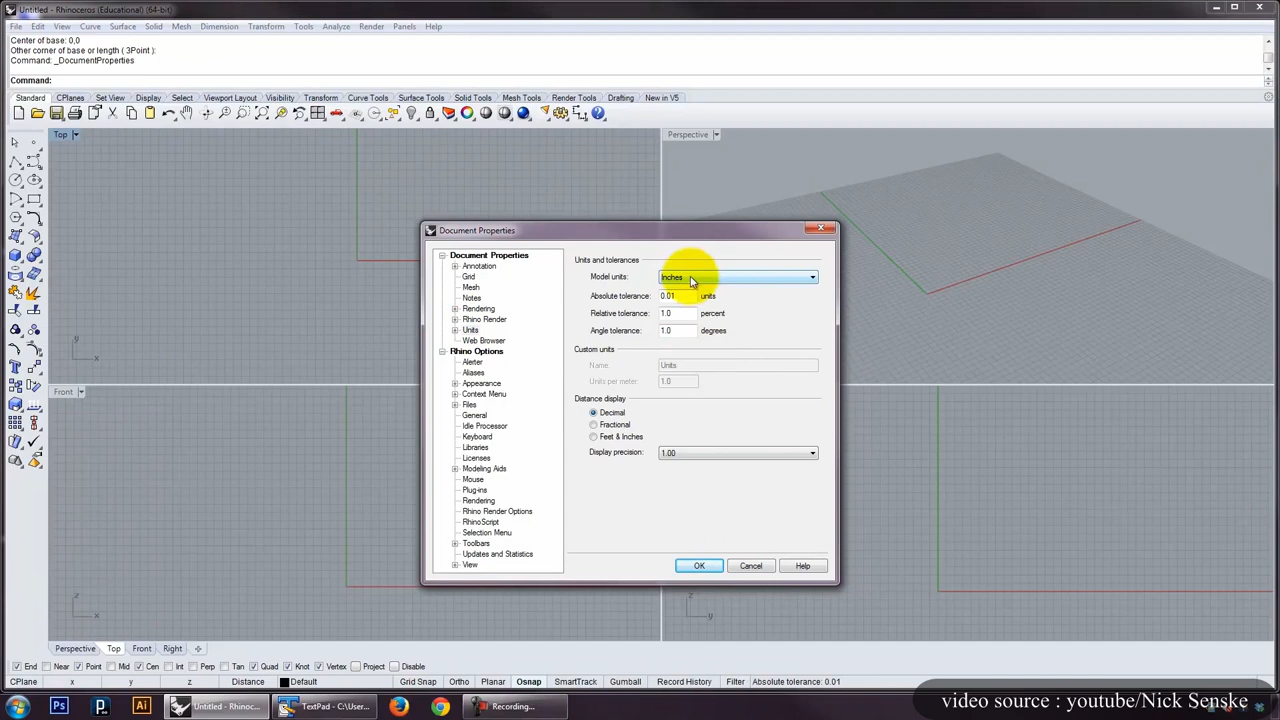 Untitled - Rhinoceros (Educational) (64-bit)
File Edit View Curve Surface Solid Mesh Dimension Transform Tools Analyze Render Panels Help
Center of base: 0,0
Other corner of base or length ( 3Point ):
Command: _DocumentProperties
Command:
Standard CPlanes Set View Display Select Viewport Layout Visibility Transform Curve Tools Surface Tools Solid Tools Mesh Tools Render Tools Drafting New in V5
Top
Perspective
Document Properties
Document Properties
Annotation
Grid
Mesh
Notes
Rendering
Rhino Render
Units
Web Browser
Rhino Options
Alerter
Aliases
Appearance
Context Menu
Files
General
Idle Processor
Keyboard
Libraries
Licenses
Modeling Aids
Mouse
Plug-ins
Rendering
Rhino Render Options
RhinoScript
Selection Menu
Toolbars
Updates and Statistics
View
Units and tolerances
Model units: Inches
Absolute tolerance: 0.01 units
Relative tolerance: 1.0 percent
Angle tolerance: 1.0 degrees
Custom units
Name: Units
Units per meter: 1.0
Distance display
Decimal
Fractional
Feet & Inches
Display precision: 1.00
OK Cancel Help
y
x
Front
z
x
z
y
Perspective Top Front Right
End Near Point Mid Cen Int Perp Tan Quad Knot Vertex Project Disable
CPlane x y z Distance Default Grid Snap Ortho Planar Osnap SmartTrack Gumball Record History Filter Absolute tolerance: 0.01
Ps p Ai Untitled - Rhinoc... TextPad - C:\User... Recording...
video source : youtube/Nick Senske